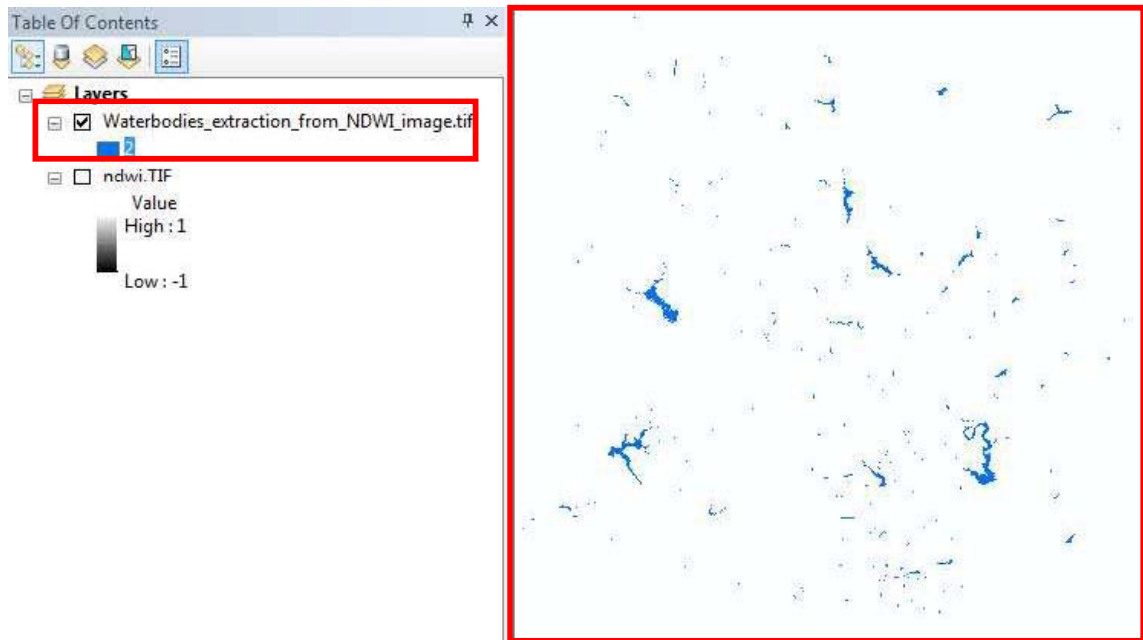 Table Of Contents
Layers
Waterbodies_extraction_from_NDWI_image.tif
2
ndwi.TIF
Value
High : 1
Low : -1